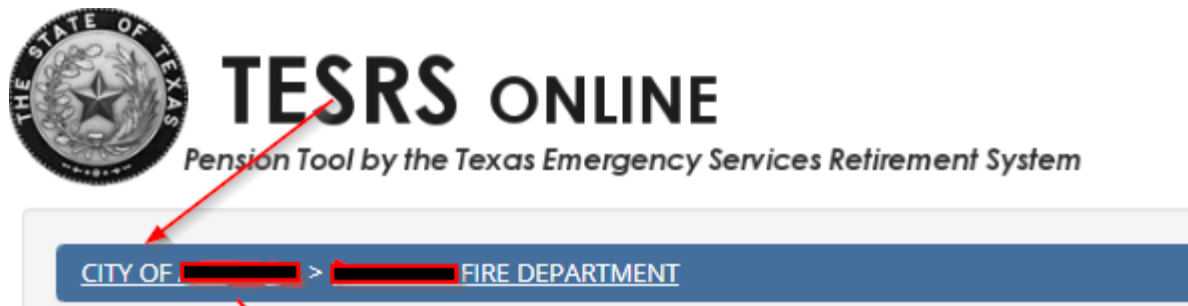 THE STATE OF TEXAS
TESRS ONLINE
Pension Tool by the Texas Emergency Services Retirement System
CITY OF > FIRE DEPARTMENT